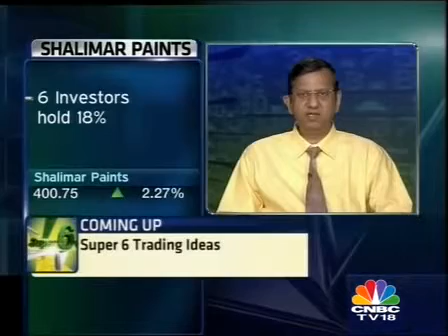 SHALIMAR PAINTS
6 Investors
hold 18%
Shalimar Paints
400.75 2.27%
COMING UP
Super 6 Trading Ideas
CNBC
TV18